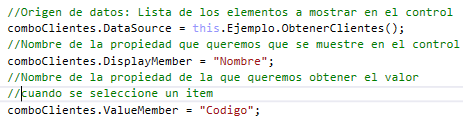 //Origen de datos: Lista de los elementos a mostrar en el control
comboClientes.DataSource = this.Ejemplo.ObtenerClientes();
//Nombre de la propiedad que queremos que se muestre en el control
comboClientes.DisplayMember = "Nombre";
//Nombre de la propiedad de la que queremos obtener el valor
//cuando se seleccione un item
comboClientes.ValueMember = "Codigo";